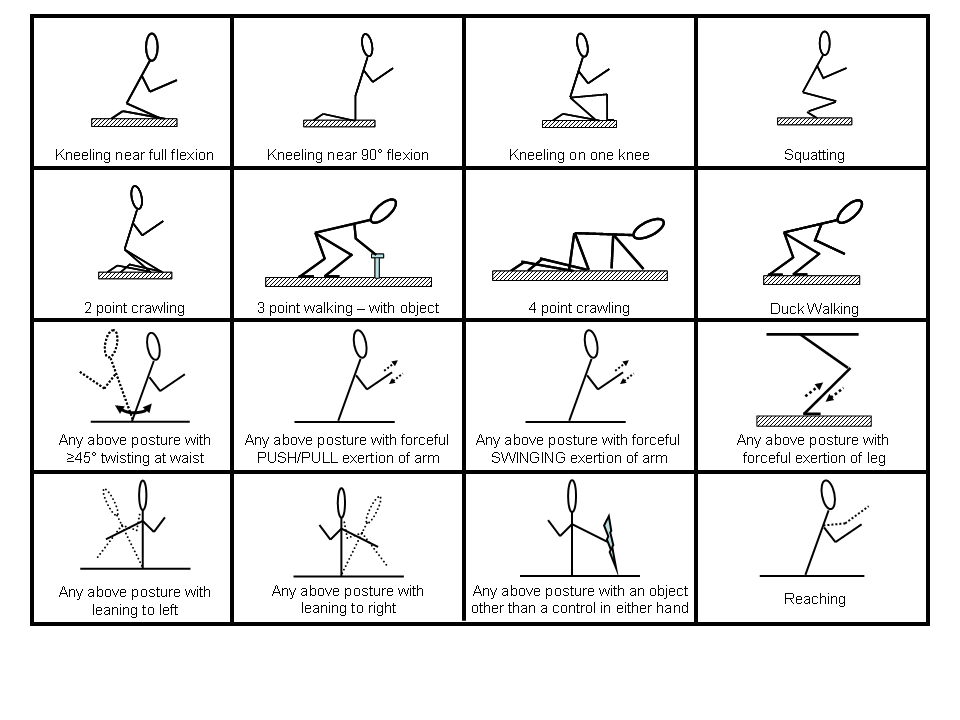 Kneeling near full flexion
Kneeling near 90° flexion
Kneeling on one knee
Squatting
2 point crawling
3 point walking – with object
4 point crawling
Duck Walking
Any above posture with
≥45° twisting at waist
Any above posture with forceful
PUSH/PULL exertion of arm
Any above posture with forceful
SWINGING exertion of arm
Any above posture with
forceful exertion of leg
Any above posture with
leaning to left
Any above posture with
leaning to right
Any above posture with an object
other than a control in either hand
Reaching